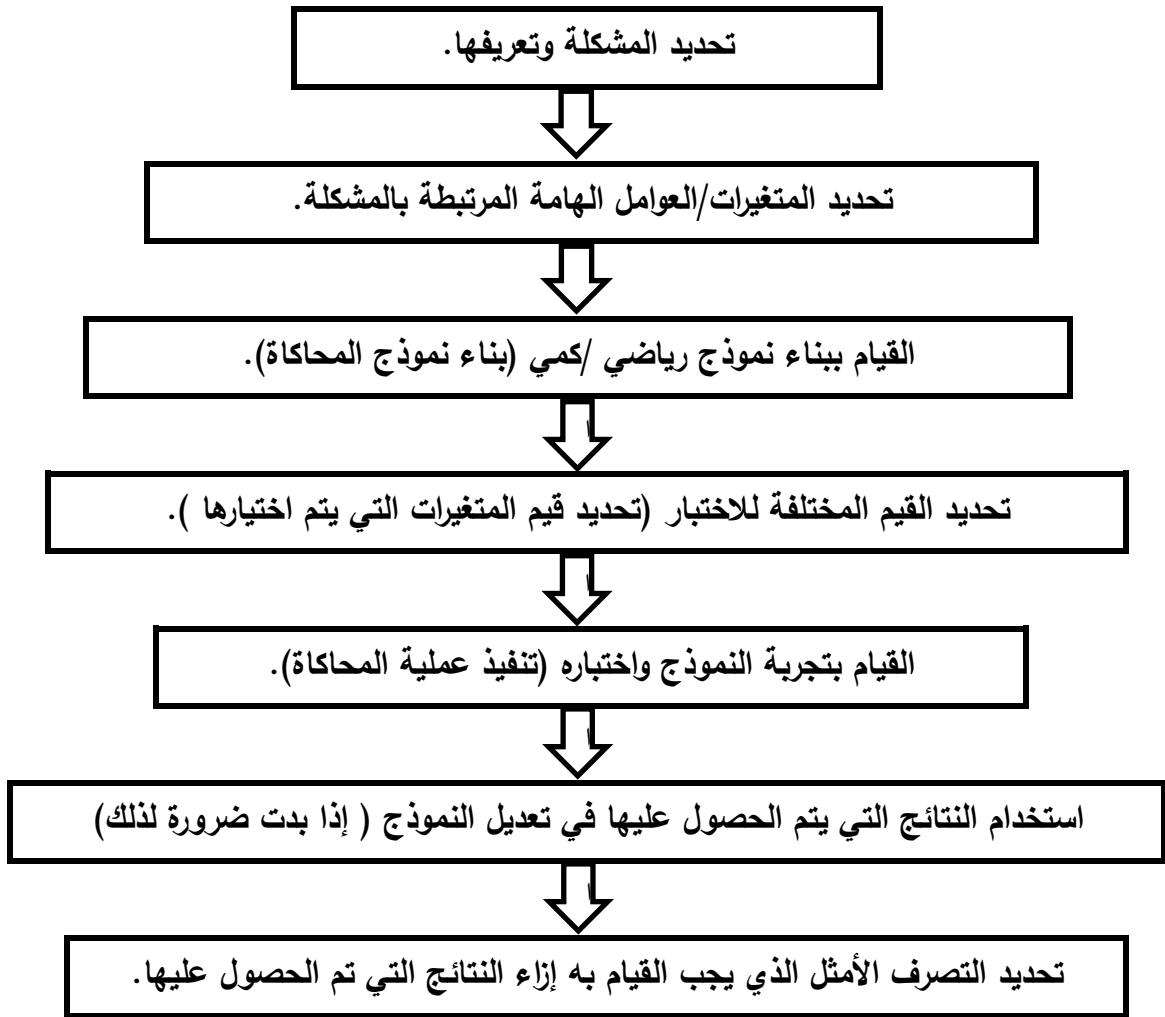 تحديد المشكلة وتعريفها.
تحديد المتغيرات/العوامل الهامة المرتبطة بالمشكلة.
القيام ببناء نموذج رياضي /كمي (بناء نموذج المحاكاة).
تحديد القيم المختلفة للاختبار (تحديد قيم المتغيرات التي يتم اختيارها ).
القيام بتجربة النموذج واختباره (تنفيذ عملية المحاكاة).
استخدام النتائج التي يتم الحصول عليها في تعديل النموذج ( إذا بدت ضرورة لذلك)
تحديد التصرف الأمثل الذي يجب القيام به إزاء النتائج التي تم الحصول عليها.